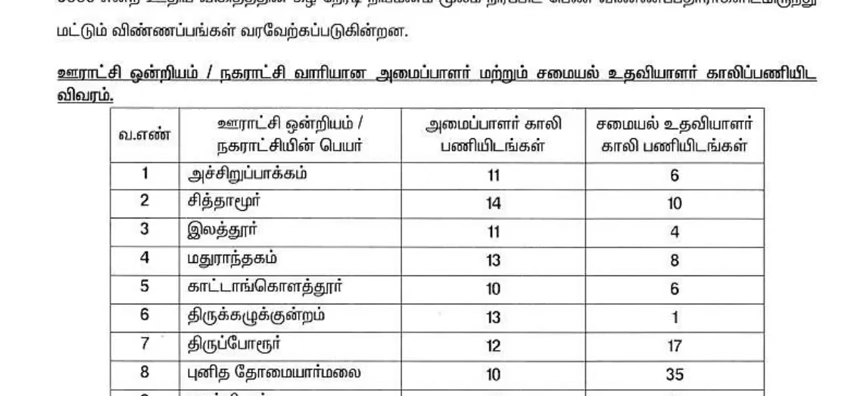 மட்டும் விண்ணப்பங்கள் வரவேற்கப்படுகின்றன.
ஊராட்சி ஒன்றியம் / நகராட்சி வாரியான அமைப்பாளர் மற்றும் சமையல் உதவியாளர் காலிப்பணியிட
விவரம்.
வ.எண் ஊராட்சி ஒன்றியம் / நகராட்சியின் பெயர் அமைப்பாளர் காலி பணியிடங்கள் சமையல் உதவியாளர் காலி பணியிடங்கள்
1 அச்சிறுப்பாக்கம் 11 6
2 சித்தாமூர் 14 10
3 இலத்தூர் 11 4
4 மதுராந்தகம் 13 8
5 காட்டாங்கொளத்தூர் 10 6
6 திருக்கழுக்குன்றம் 13 1
7 திருப்போரூர் 12 17
8 புனித தோமையார்மலை 10 35